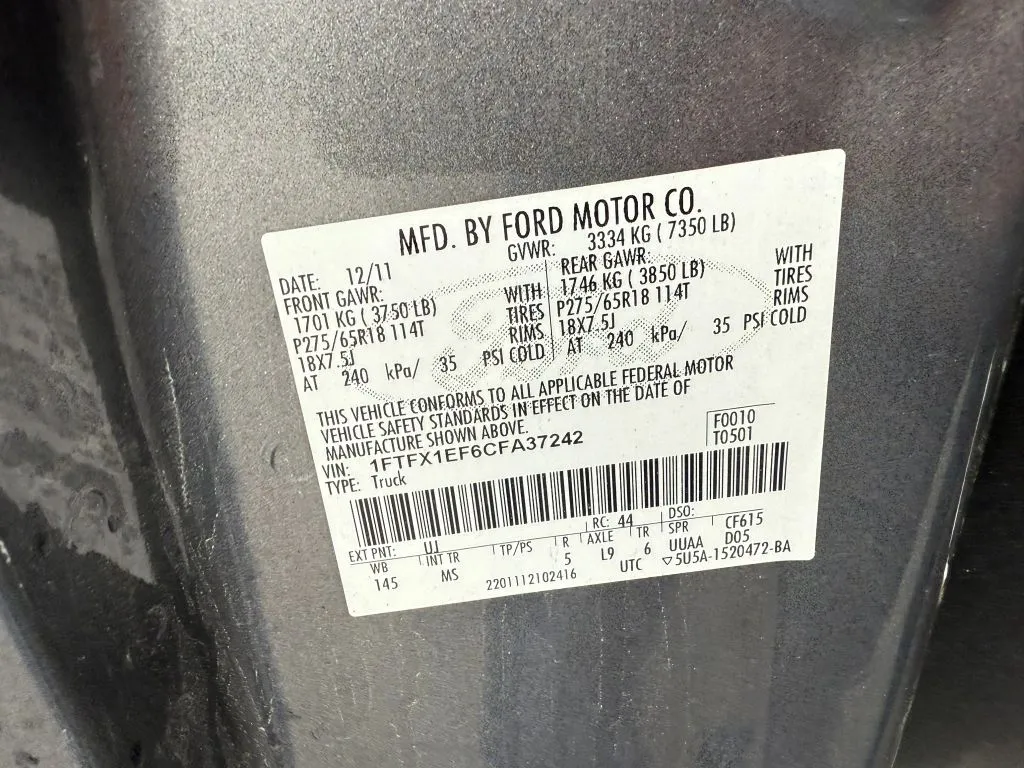 MFD. BY FORD MOTOR CO.
DATE: 12/11 GVWR: 3334 KG ( 7350 LB)
FRONT GAWR: REAR GAWR:
1701 KG ( 3750 LB) WITH 1746 KG ( 3850 LB) WITH
P275/65R18 114T TIRES P275/65R18 114T TIRES
18X7.5J RIMS 18X7.5J RIMS
AT 240 kPa/ 35 PSI COLD AT 240 kPa/ 35 PSI COLD
THIS VEHICLE CONFORMS TO ALL APPLICABLE FEDERAL MOTOR
VEHICLE SAFETY STANDARDS IN EFFECT ON THE DATE OF
MANUFACTURE SHOWN ABOVE.
VIN: 1FTFX1EF6CFA37242 F0010
TYPE: Truck T0501
EXT PNT: UJ RC: 44 DSO:
WB INT TR TP/PS R AXLE TR SPR CF615
145 MS 5 L9 6 UUAA D05
2201112102416 UTC ▽5U5A-1520472-BA